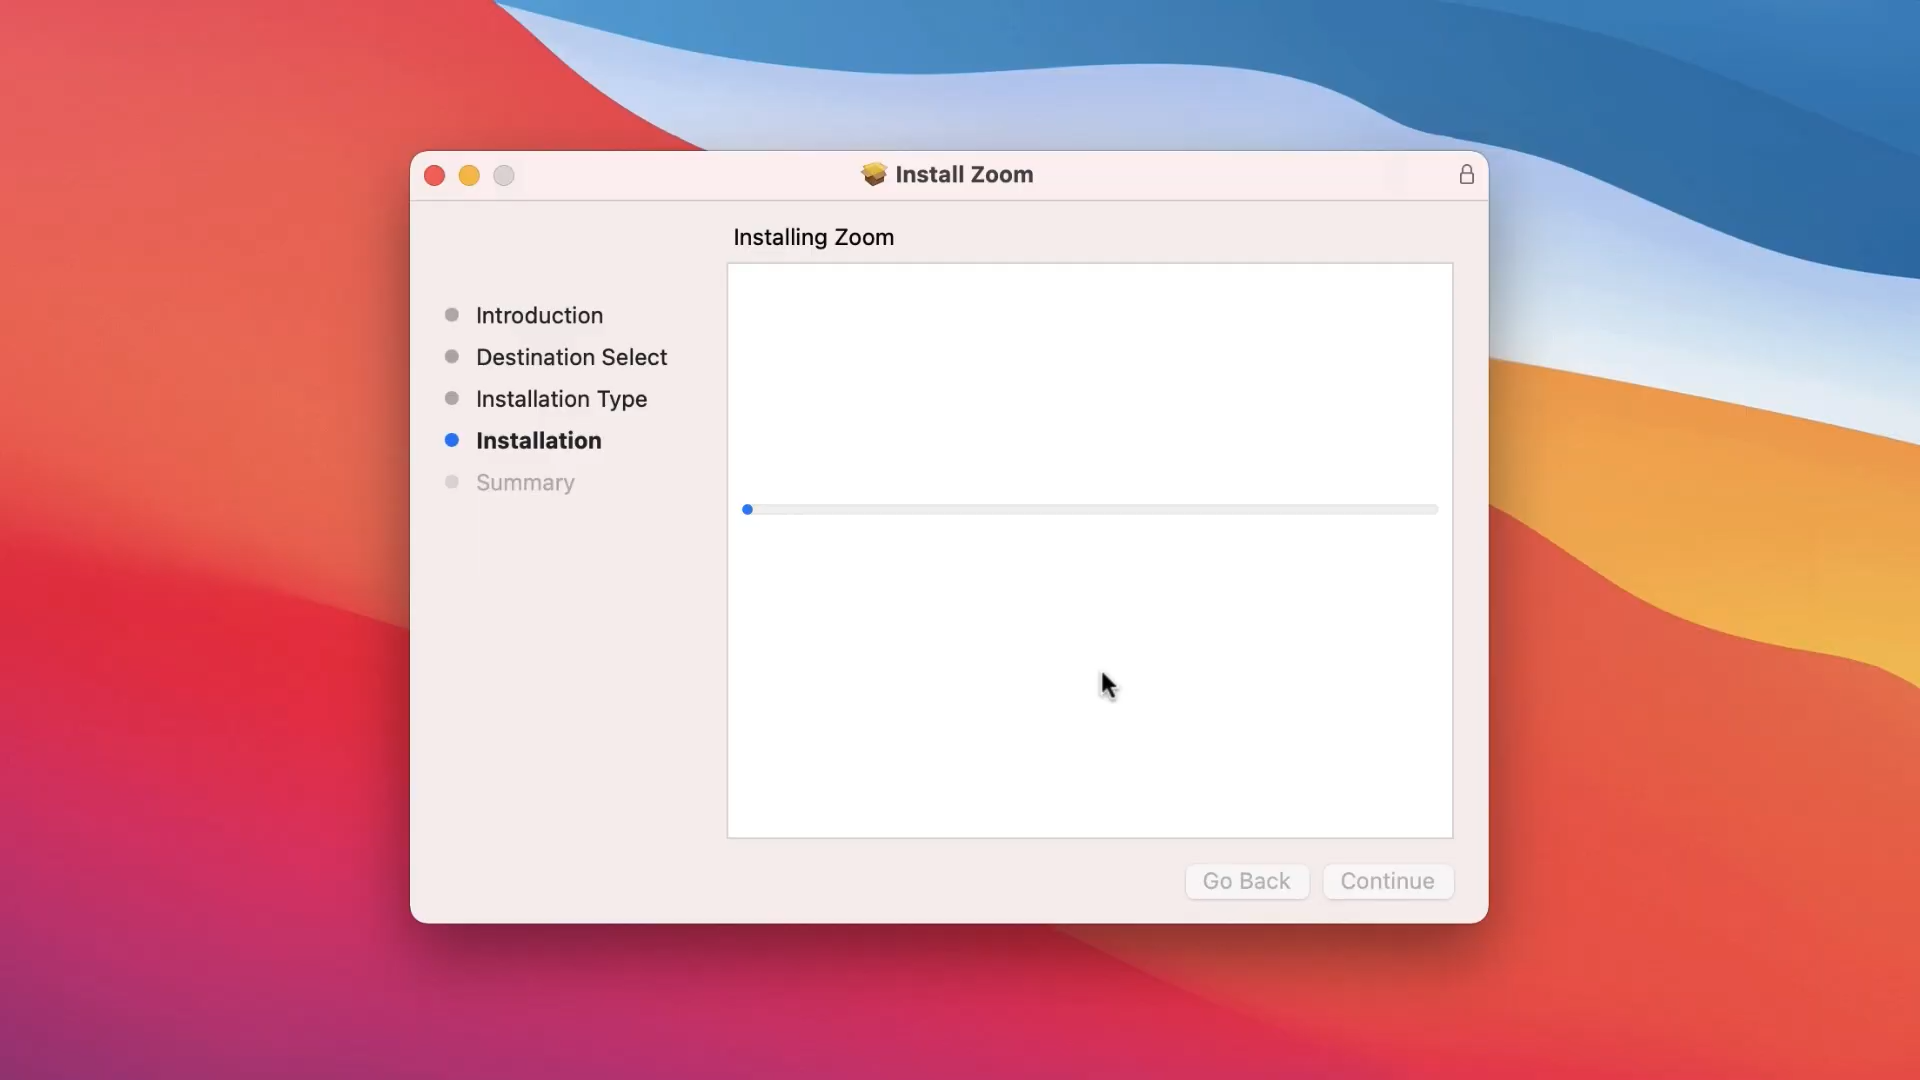 Install Zoom
Installing Zoom
Introduction
Destination Select
Installation Type
Installation
Summary
Go Back
Continue